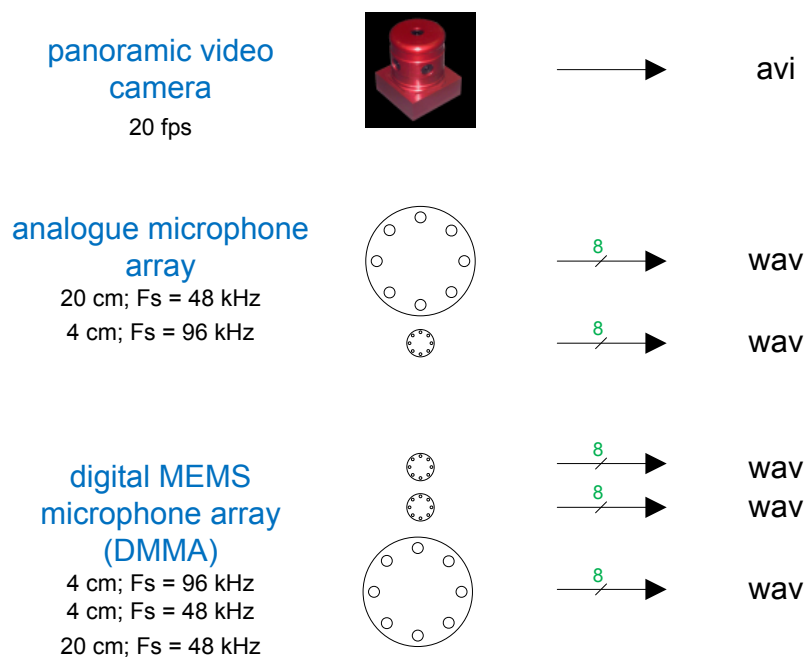 panoramic video
camera
20 fps
avi
analogue microphone
array
20 cm; Fs = 48 kHz
4 cm; Fs = 96 kHz
8
wav
8
wav
digital MEMS
microphone array
(DMMA)
4 cm; Fs = 96 kHz
4 cm; Fs = 48 kHz
20 cm; Fs = 48 kHz
8
wav
8
wav
8
wav